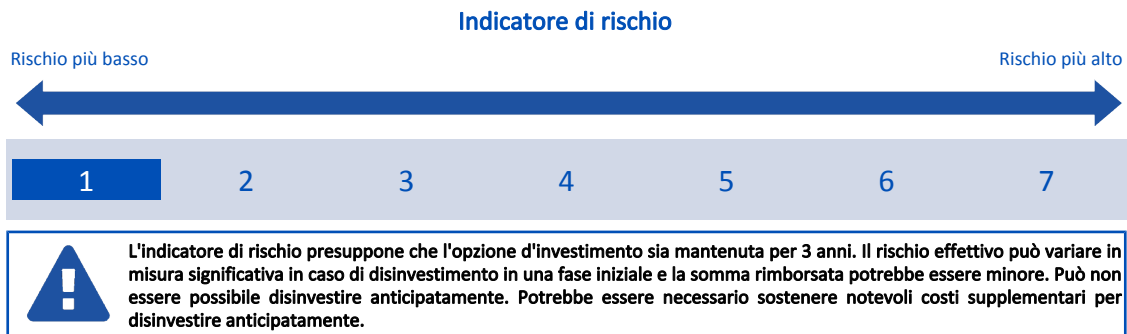 Indicatore di rischio
Rischio più basso
Rischio più alto
1 2 3 4 5 6 7
L'indicatore di rischio presuppone che l'opzione d'investimento sia mantenuta per 3 anni. Il rischio effettivo può variare in
misura significativa in caso di disinvestimento in una fase iniziale e la somma rimborsata potrebbe essere minore. Può non
essere possibile disinvestire anticipatamente. Potrebbe essere necessario sostenere notevoli costi supplementari per
disinvestire anticipatamente.